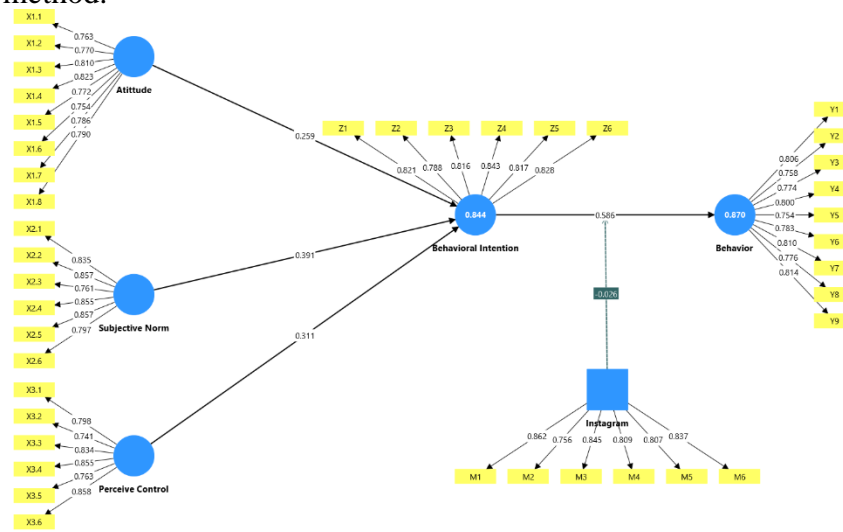 method.
X1.1
X1.2
X1.3
X1.4
X1.5
X1.6
X1.7
X1.8
0.763
0.770
0.810
0.823
0.772
0.754
0.786
0.790
Atittude
0.259
X2.1
X2.2
X2.3
X2.4
X2.5
X2.6
0.835
0.857
0.761
0.855
0.857
0.797
Subjective Norm
0.391
X3.1
X3.2
X3.3
X3.4
X3.5
X3.6
0.798
0.741
0.834
0.855
0.763
0.858
Perceive Control
0.311
Z1 Z2 Z3 Z4 Z5 Z6
0.821 0.788 0.816 0.843 0.817 0.828
0.844
Behavioral Intention
0.586
-0.026
Instagram
0.862 0.756 0.845 0.809 0.807 0.837
M1 M2 M3 M4 M5 M6
0.870
Behavior
0.806
0.758
0.774
0.800
0.754
0.783
0.810
0.776
0.814
Y1
Y2
Y3
Y4
Y5
Y6
Y7
Y8
Y9